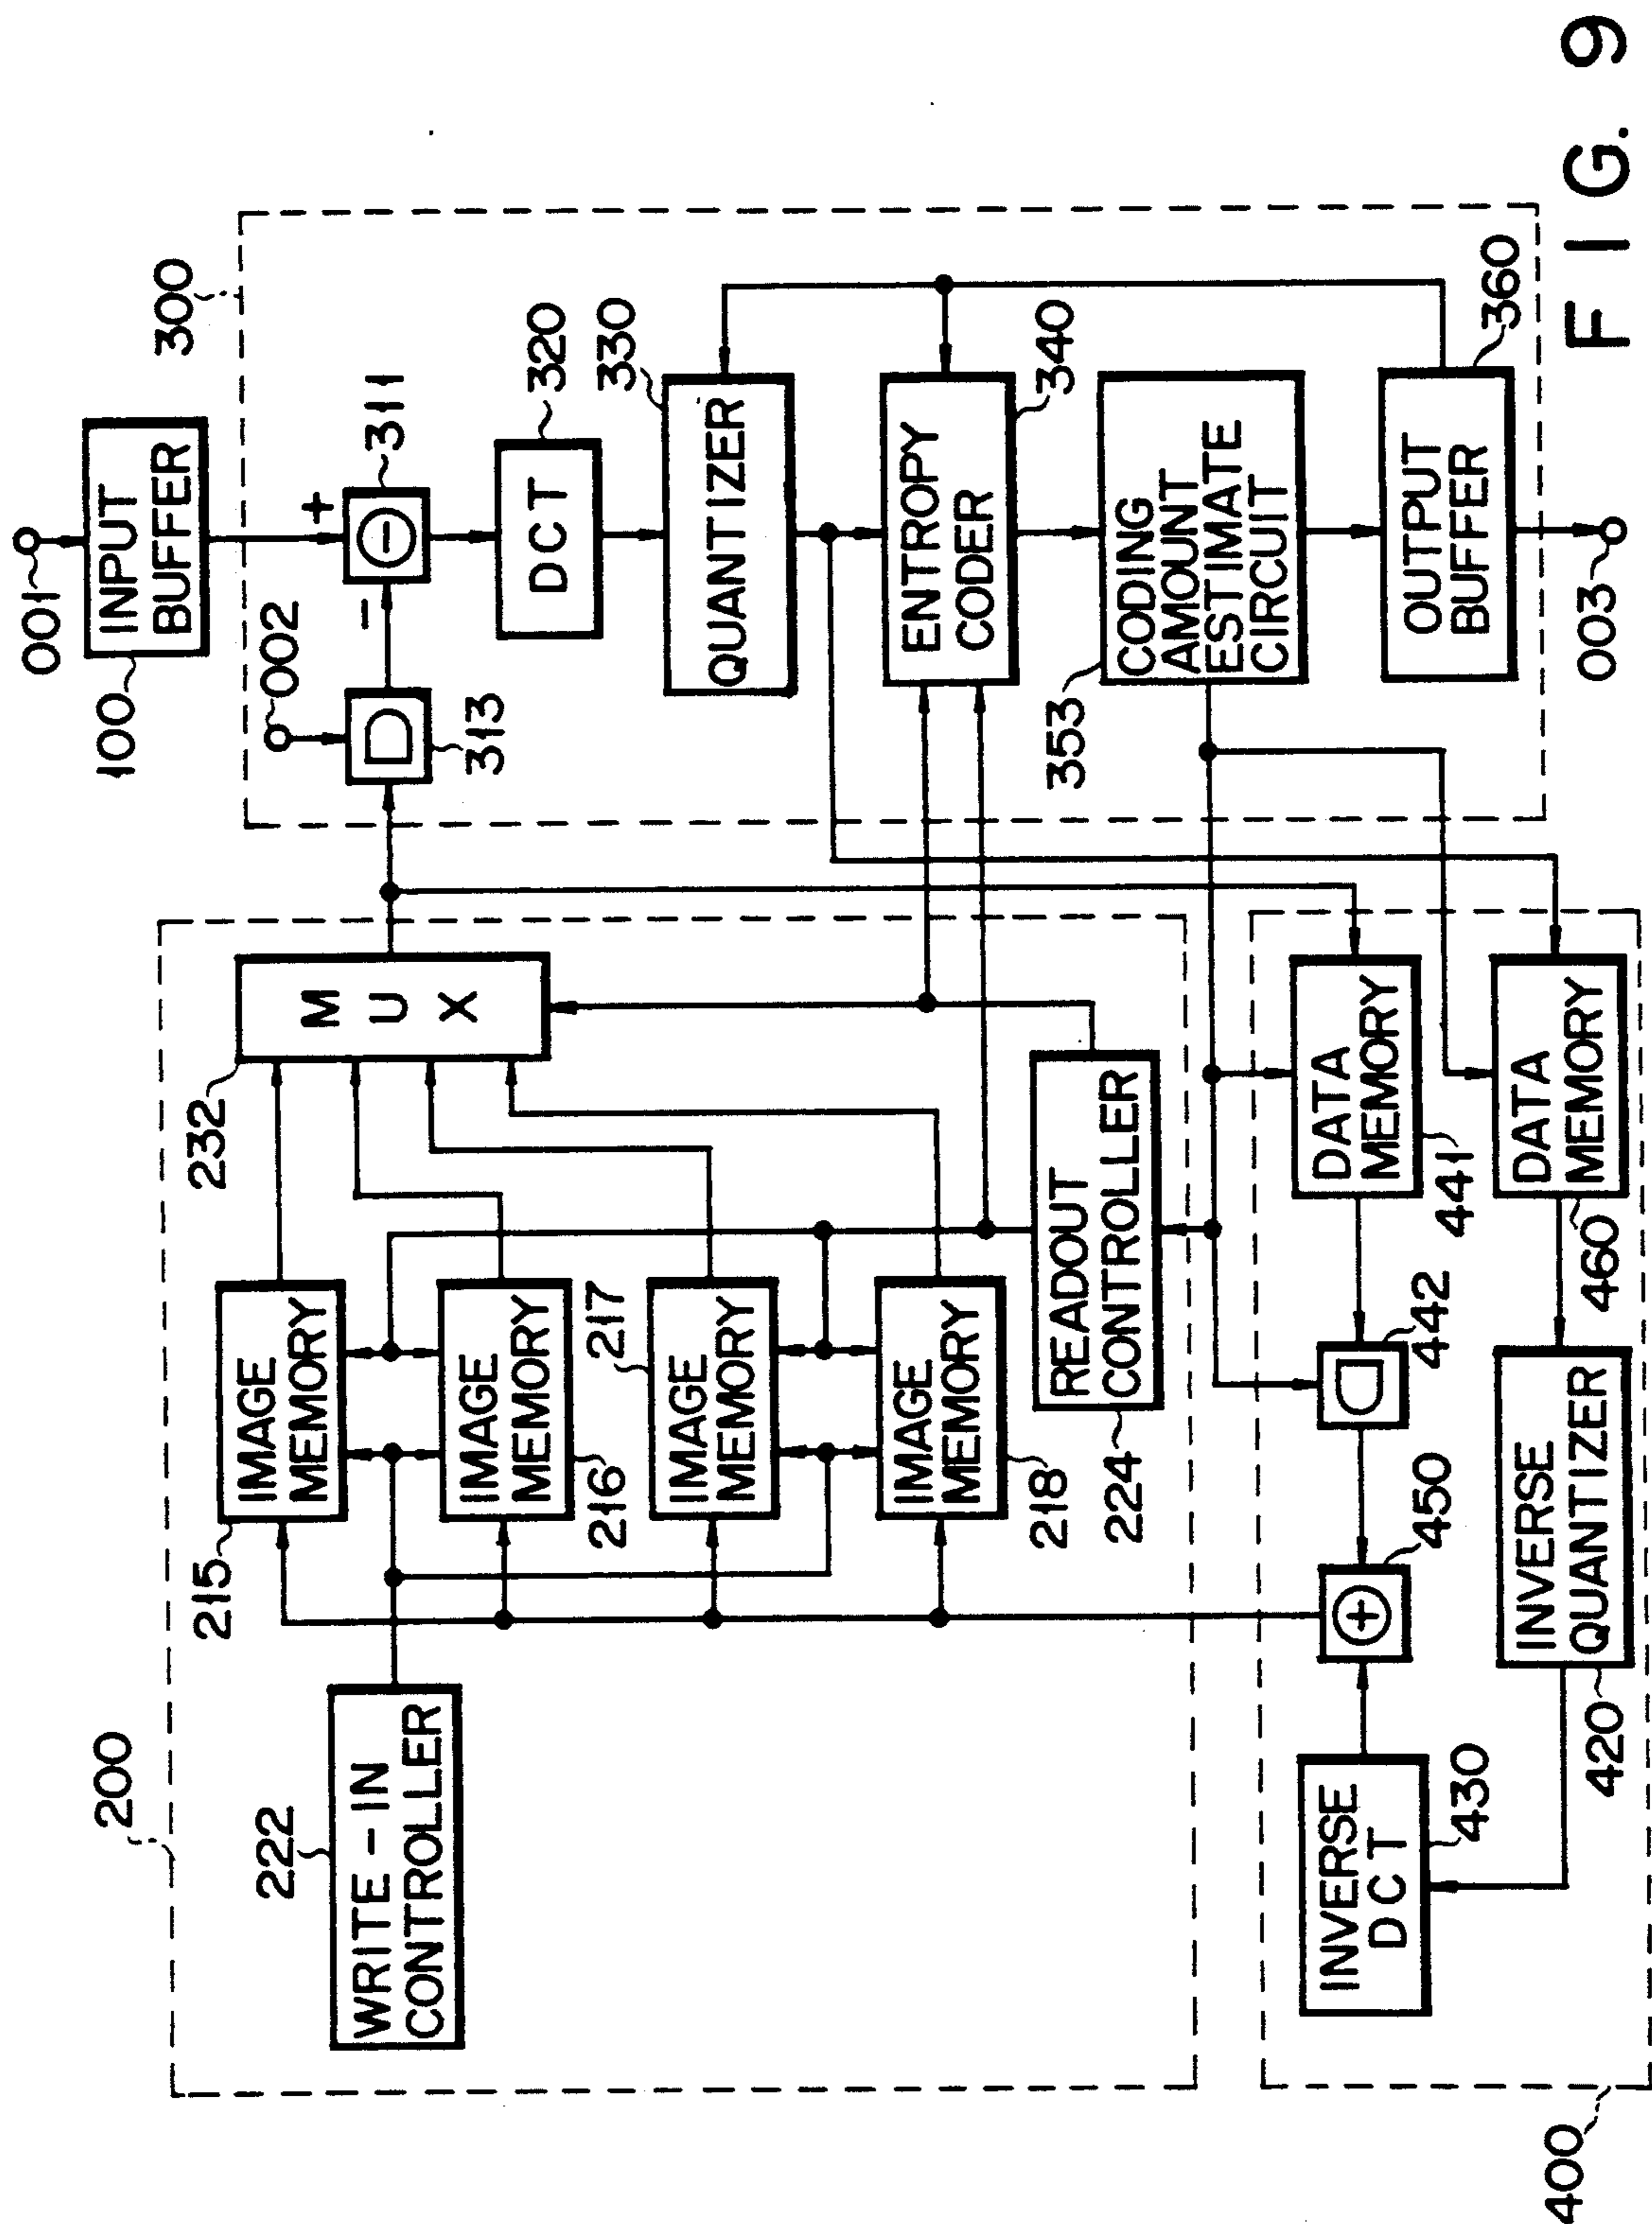 001
INPUT
BUFFER
100
300
002
+
311
−
313
DCT
320
330
QUANTIZER
ENTROPY
CODER
340
353
CODING
AMOUNT
ESTIMATE
CIRCUIT
OUTPUT
BUFFER
360
003
200
232
M
U
X
215
IMAGE
MEMORY
IMAGE
MEMORY
216
217
IMAGE
MEMORY
IMAGE
MEMORY
218
222
WRITE-IN
CONTROLLER
READOUT
CONTROLLER
224
DATA
MEMORY
441
DATA
MEMORY
460
442
450
+
INVERSE
DCT
430
INVERSE
QUANTIZER
420
400
FIG. 9